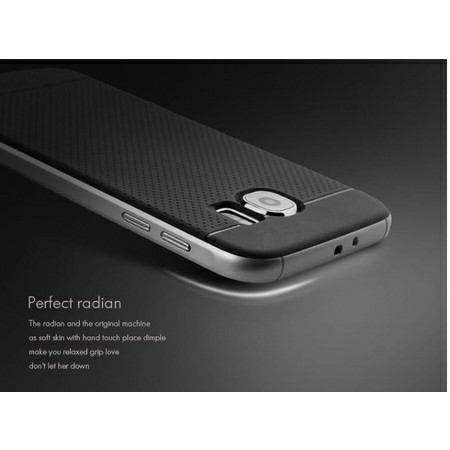 Perfect radian
The radian and the original machine
as soft skin with hand touch place dimple
make you relaxed grip love
don't let her down